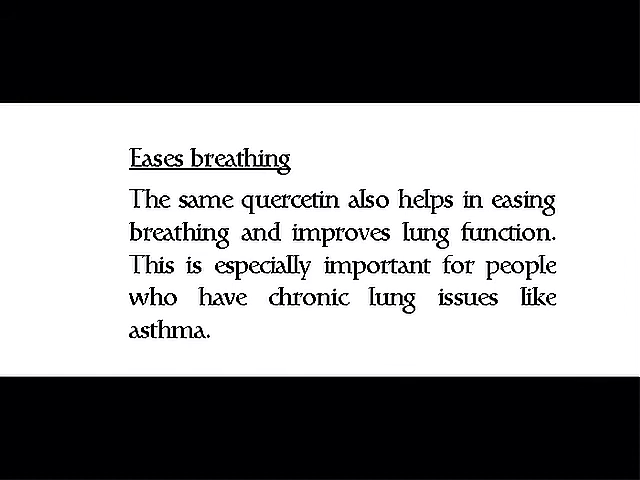 Eases breathing
The same quercetin also helps in easing
breathing and improves lung function.
This is especially important for people
who have chronic lung issues like
asthma.